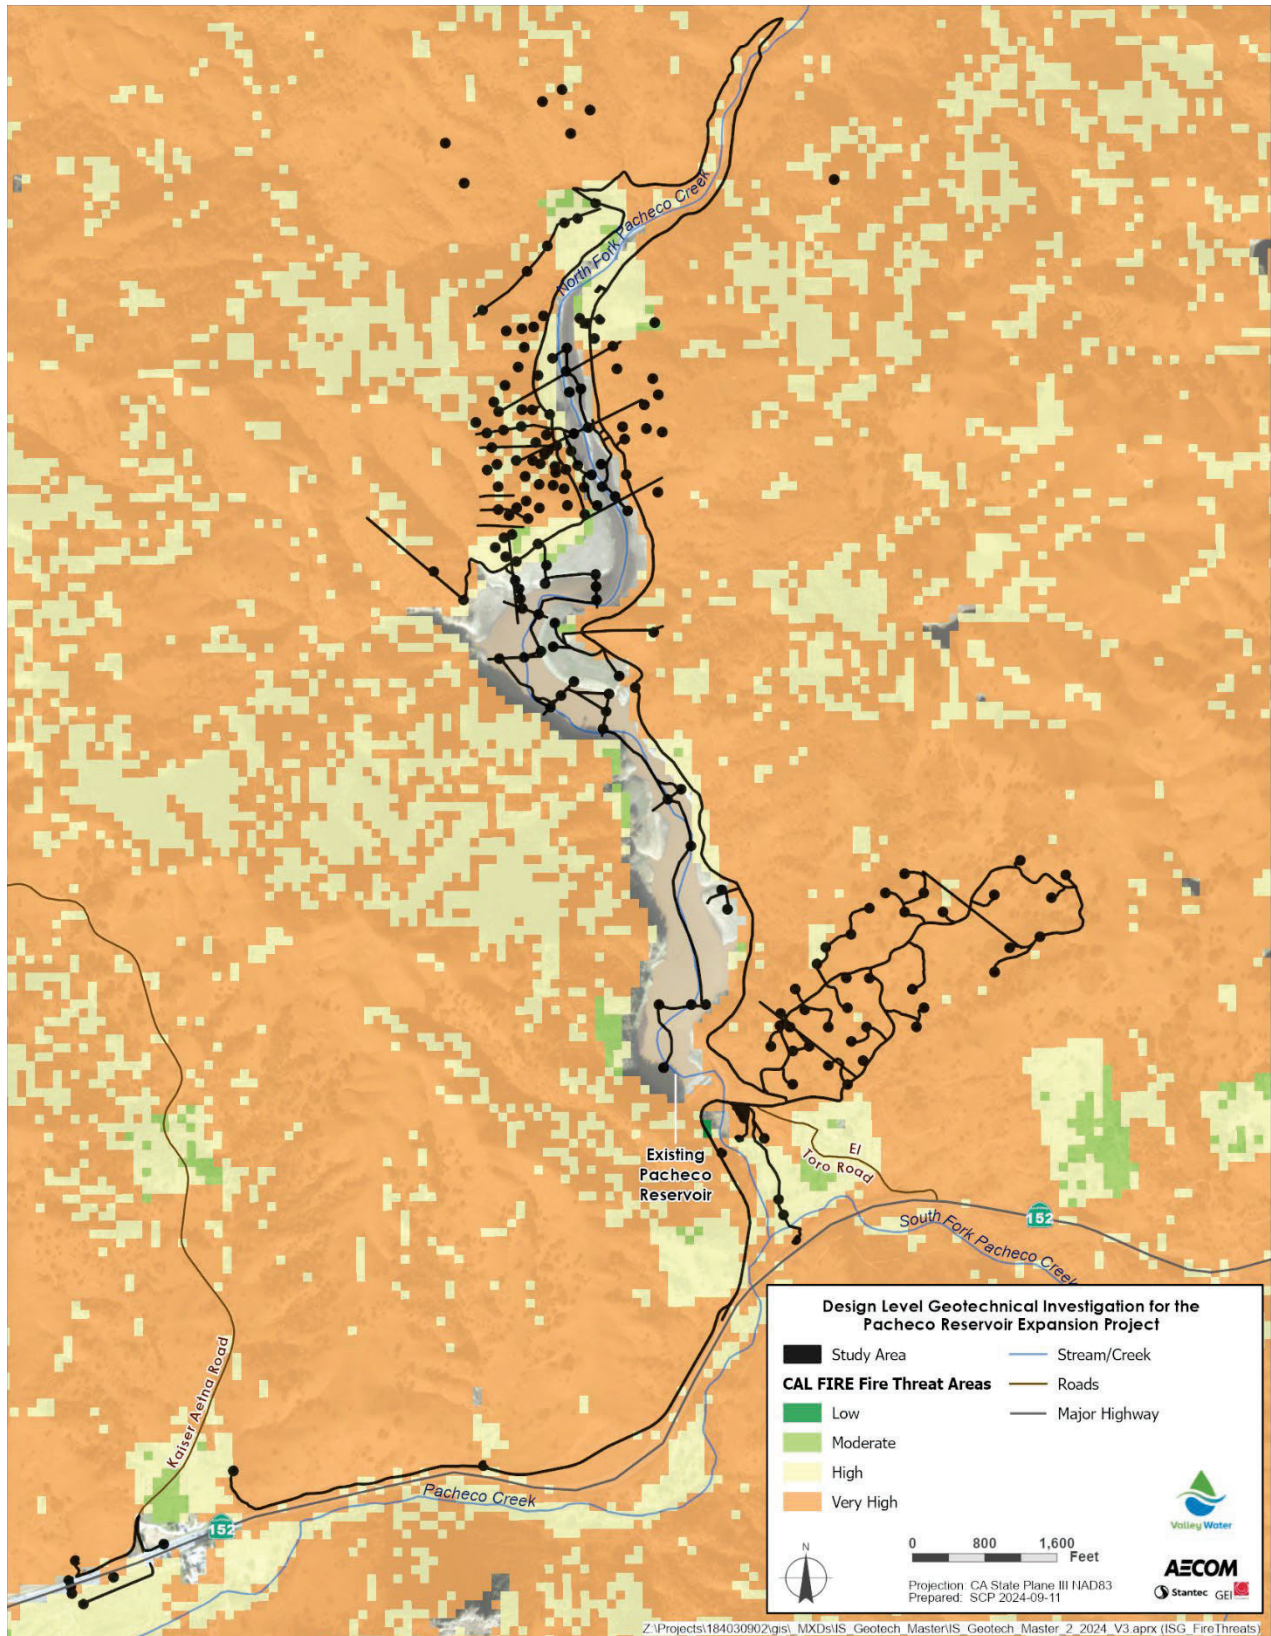 North Fork Pacheco Creek
Existing
Pacheco
Reservoir
El
Toro Road
152
South Fork Pacheco Creek
Kaiser Aetna Road
152
Pacheco Creek
Design Level Geotechnical Investigation for the
Pacheco Reservoir Expansion Project
Study Area
Stream/Creek
CAL FIRE Fire Threat Areas
Roads
Low
Major Highway
Moderate
High
Very High
Valley Water
N
0 800 1,600
Feet
AECOM
Projection: CA State Plane III NAD83
Prepared: SCP 2024-09-11
Stantec GEI
Z:\Projects\184030902\gis\_MXDs\IS_Geotech_Master\IS_Geotech_Master_2_2024_V3.aprx (ISG_FireThreats)